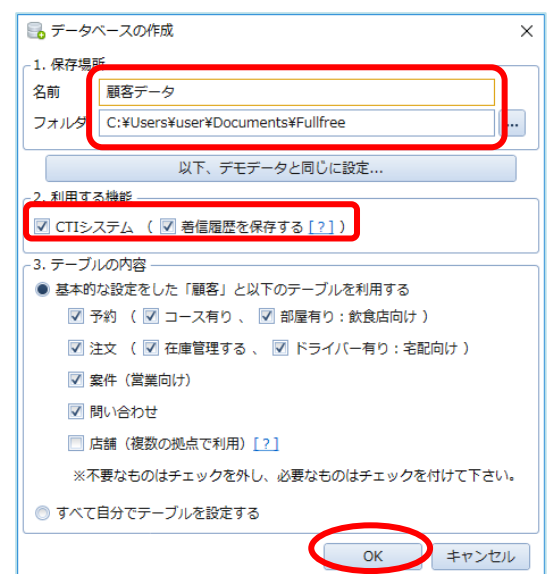 データベースの作成
1. 保存場所
名前 顧客データ
フォルダ C:¥Users¥user¥Documents¥Fullfree ...
以下、デモデータと同じに設定...
2. 利用する機能
CTIシステム （ 着信履歴を保存する [?] ）
3. テーブルの内容
基本的な設定をした「顧客」と以下のテーブルを利用する
予約 （ コース有り 、 部屋有り：飲食店向け ）
注文 （ 在庫管理する 、 ドライバー有り：宅配向け ）
案件（営業向け）
問い合わせ
店舗（複数の拠点で利用）[?]
※不要なものはチェックを外し、必要なものはチェックを付けて下さい。
すべて自分でテーブルを設定する
OK キャンセル